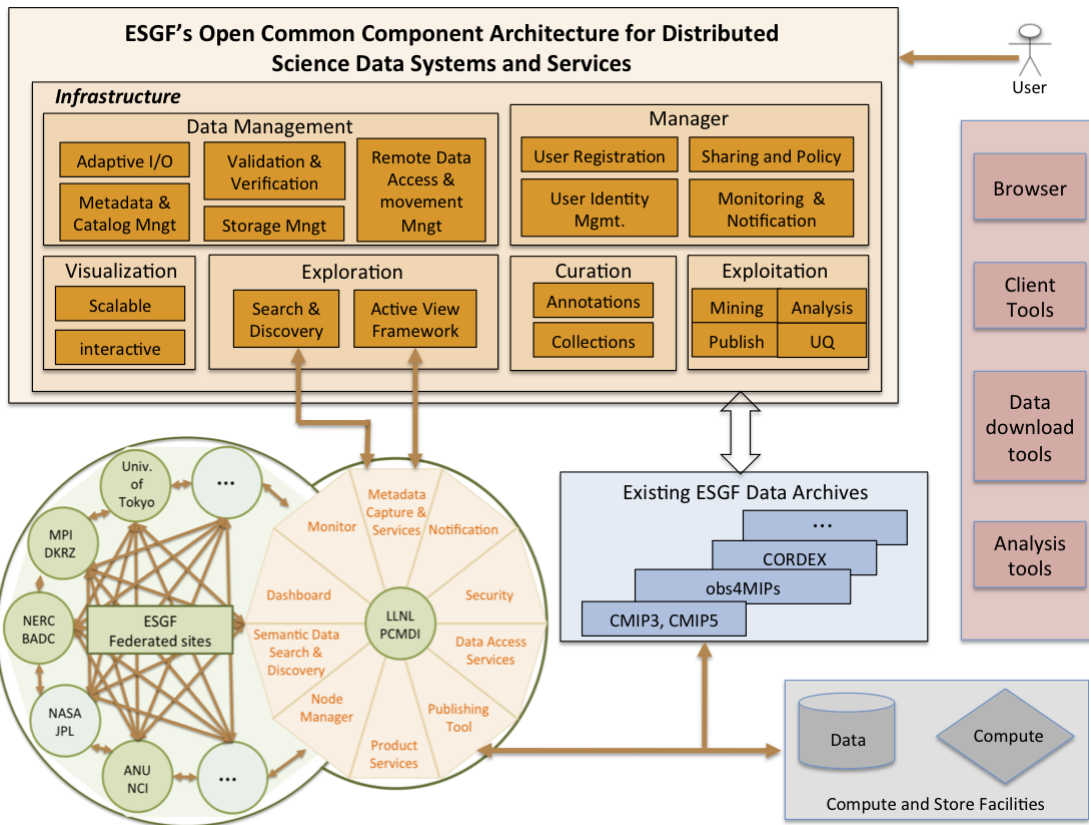 ESGF's Open Common Component Architecture for Distributed
Science Data Systems and Services
User
Infrastructure
Data Management
Adaptive I/O
Metadata &
Catalog Mngt
Validation &
Verification
Storage Mngt
Remote Data
Access &
movement
Mngt
Manager
User Registration
Sharing and Policy
User Identity
Mgmt.
Monitoring &
Notification
Visualization
Scalable
interactive
Exploration
Search &
Discovery
Active View
Framework
Curation
Annotations
Collections
Exploitation
Mining
Analysis
Publish
UQ
Browser
Client
Tools
Data
download
tools
Analysis
tools
Univ.
of
Tokyo
...
MPI
DKRZ
NERC
BADC
ESGF
Federated sites
NASA
JPL
ANU
NCI
...
Monitor
Metadata
Capture &
Services
Notification
Dashboard
Security
LLNL
PCMDI
Semantic Data
Search &
Discovery
Data Access
Services
Node
Manager
Publishing
Tool
Product
Services
Existing ESGF Data Archives
...
CORDEX
obs4MIPs
CMIP3, CMIP5
Data
Compute
Compute and Store Facilities